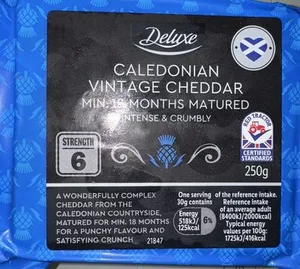 Deluxe
CALEDONIAN
VINTAGE CHEDDAR
MIN. 18 MONTHS MATURED
INTENSE & CRUMBLY
STRENGTH
6
RED TRACTOR
CERTIFIED
STANDARDS
250g
A WONDERFULLY COMPLEX
CHEDDAR FROM THE
CALEDONIAN COUNTRYSIDE,
MATURED FOR MIN. 18 MONTHS
FOR A PUNCHY FLAVOUR AND
SATISFYING CRUNCH 21847
One serving
30g contains
Energy
518kJ
125kcal
6%
of the reference intake.
Reference intake
of an average adult
(8400kJ/2000kcal)
Typical energy
values per 100g:
1725kJ/416kcal